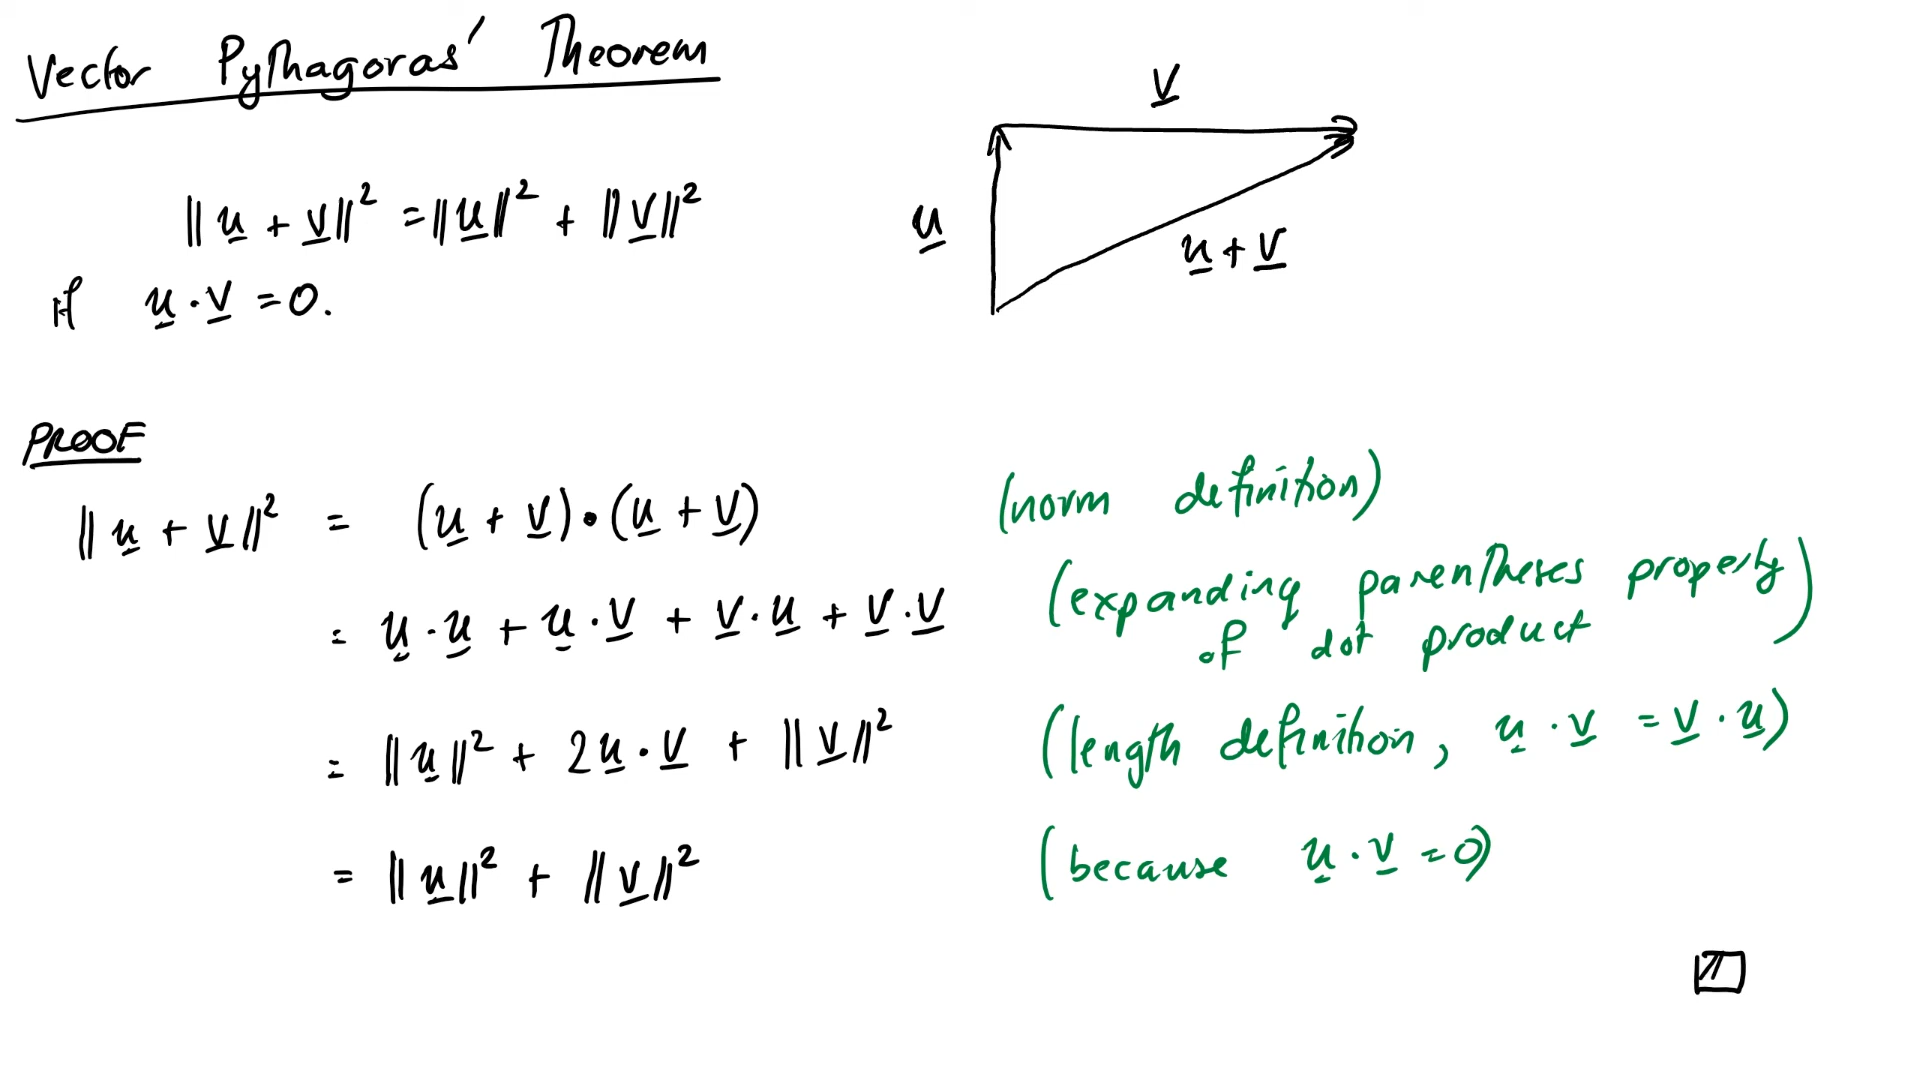 Vector Pythagoras' Theorem
‖u + v‖² = ‖u‖² + ‖v‖²
if u · v = 0.
v
u
u + v
PROOF
‖u + v‖² = (u + v) • (u + v) (norm definition)
= u · u + u · v + v · u + v · v (expanding parentheses property
of dot product)
= ‖u‖² + 2u · v + ‖v‖² (length definition, u · v = v · u)
= ‖u‖² + ‖v‖² (because u · v = 0)